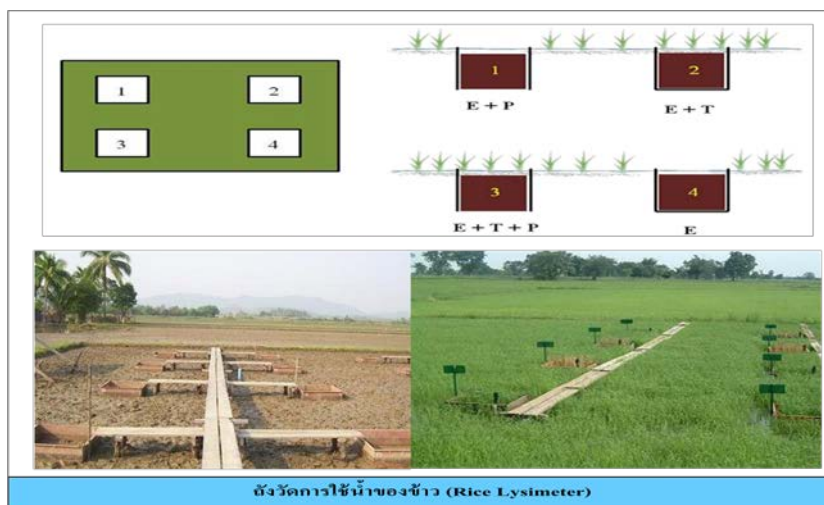 1 2
3 4
1
E + P
2
E + T
3
E + T + P
4
E
ถังวัดการใช้น้ำของข้าว (Rice Lysimeter)